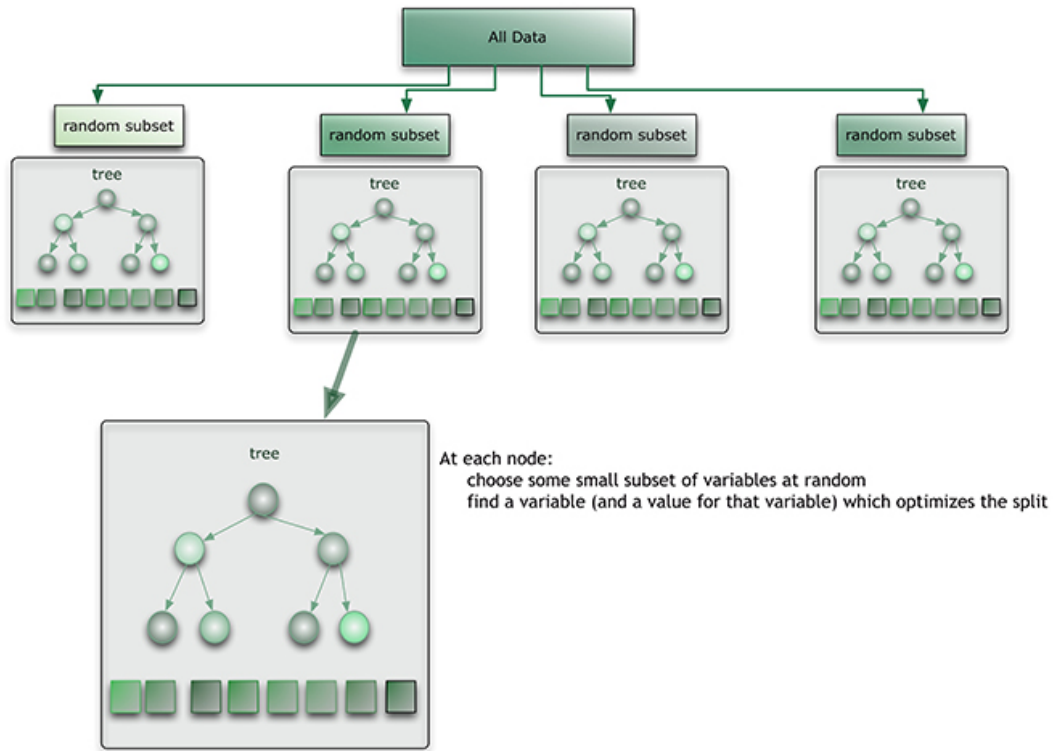 All Data
random subset
random subset
random subset
random subset
tree
tree
tree
tree
tree
At each node:
choose some small subset of variables at random
find a variable (and a value for that variable) which optimizes the split